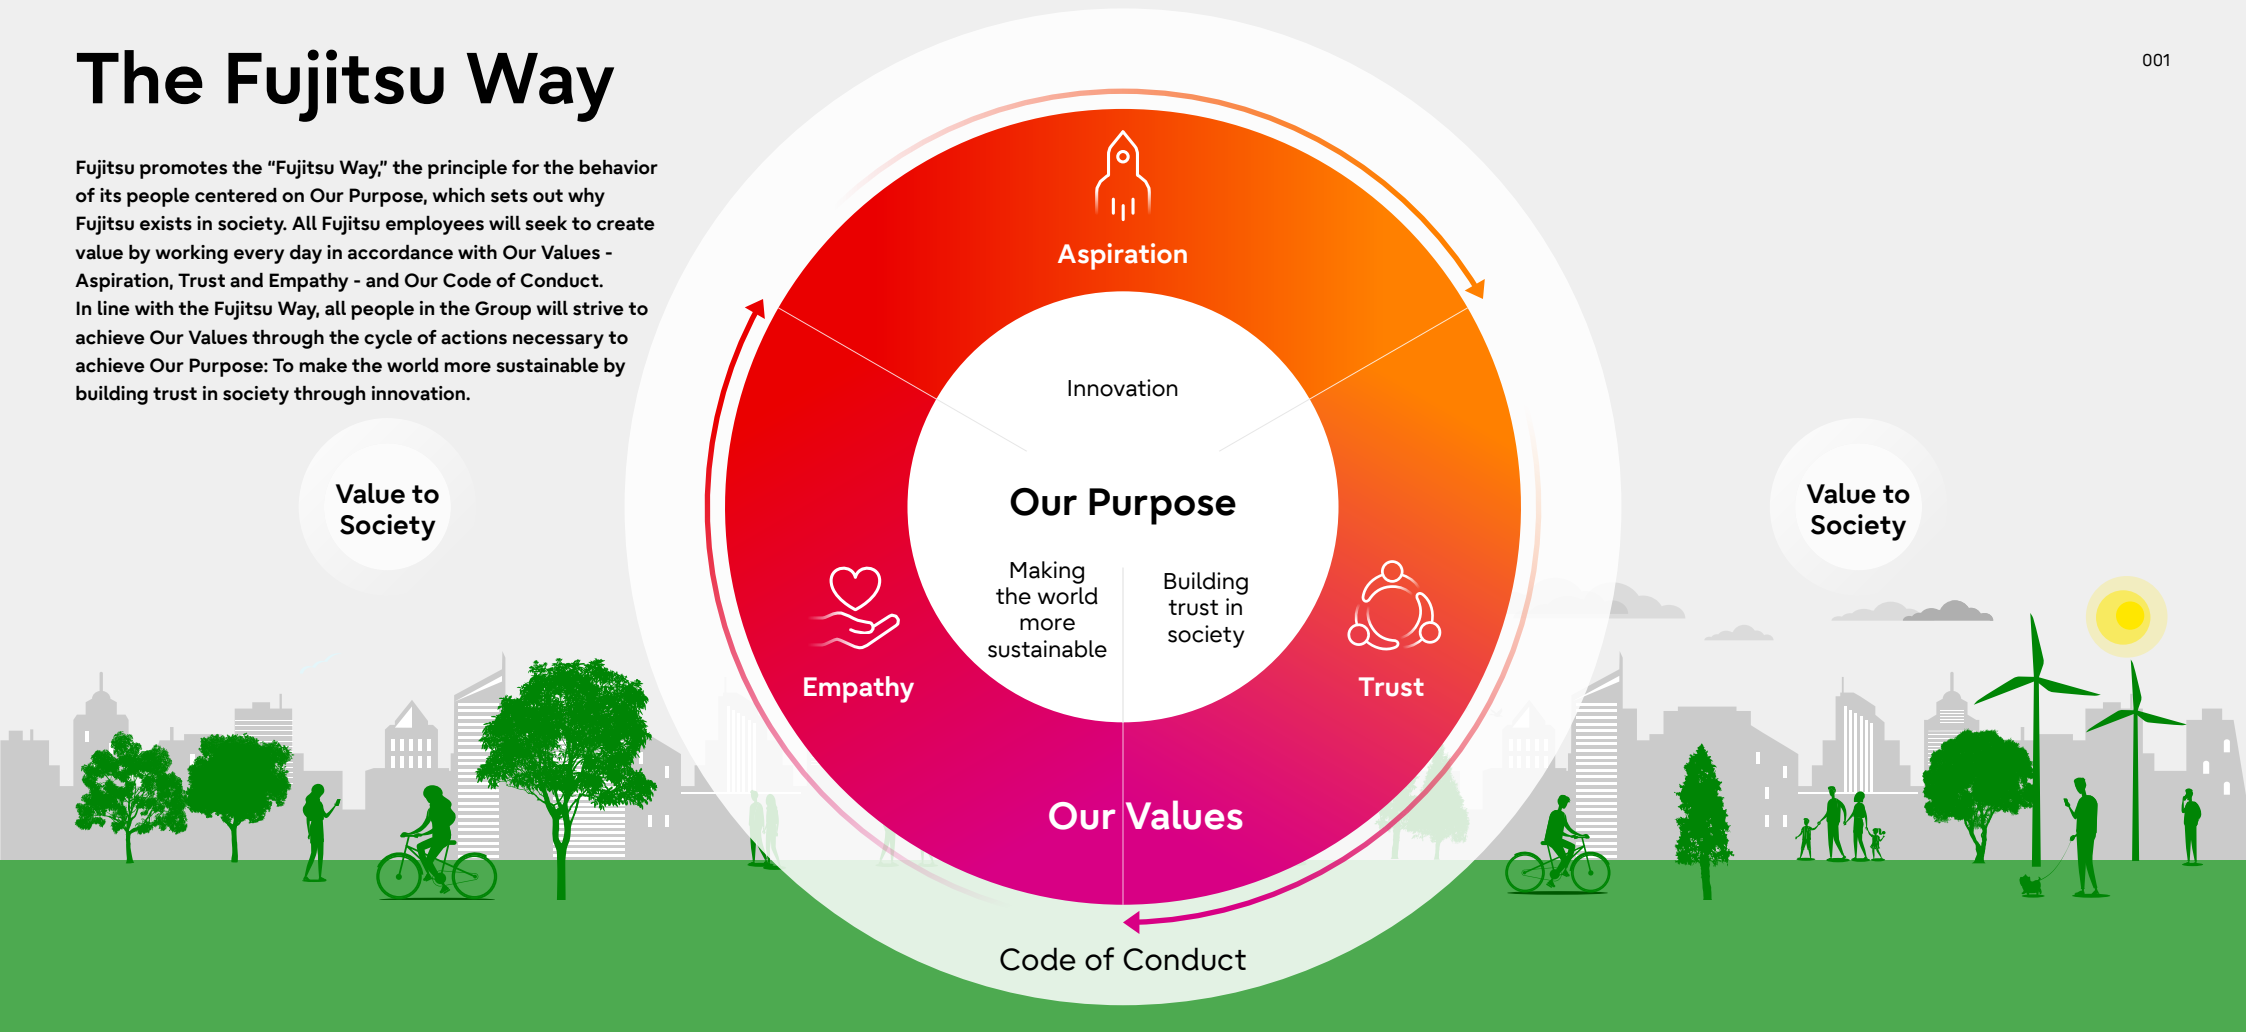 The Fujitsu Way
001
Fujitsu promotes the “Fujitsu Way,” the principle for the behavior
of its people centered on Our Purpose, which sets out why
Fujitsu exists in society. All Fujitsu employees will seek to create
value by working every day in accordance with Our Values -
Aspiration, Trust and Empathy - and Our Code of Conduct.
In line with the Fujitsu Way, all people in the Group will strive to
achieve Our Values through the cycle of actions necessary to
achieve Our Purpose: To make the world more sustainable by
building trust in society through innovation.
Value to
Society
Aspiration
Innovation
Our Purpose
Making
the world
more
sustainable
Building
trust in
society
Empathy
Trust
Our Values
Code of Conduct
Value to
Society